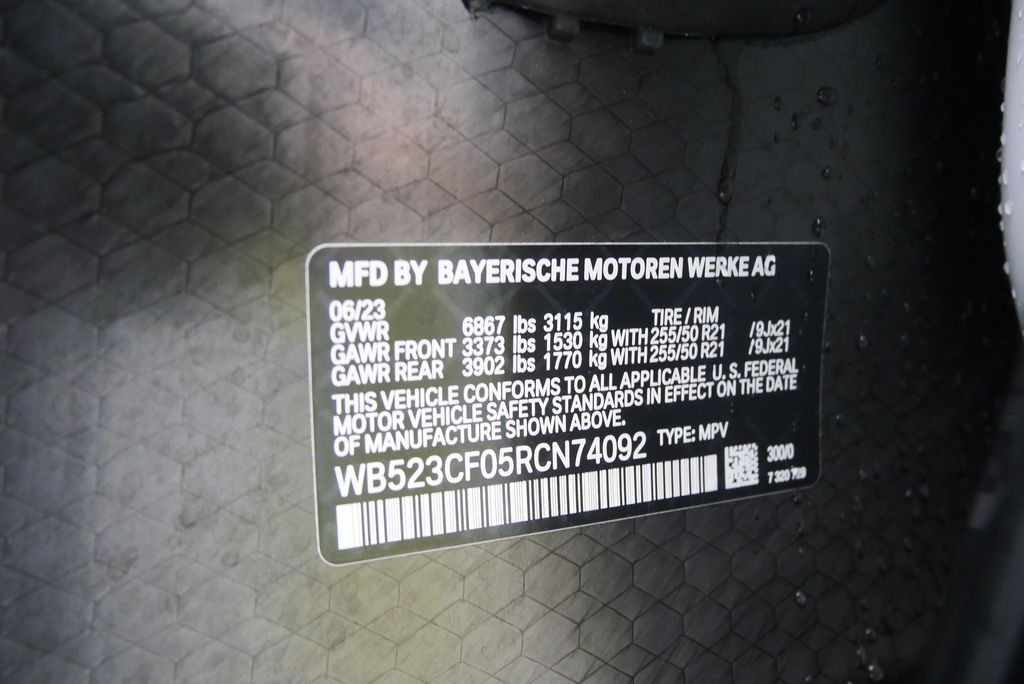 MFD BY BAYERISCHE MOTOREN WERKE AG
06/23 TIRE / RIM
GVWR 6867 lbs 3115 kg
GAWR FRONT 3373 lbs 1530 kg WITH 255/50 R21 /9Jx21
GAWR REAR 3902 lbs 1770 kg WITH 255/50 R21 /9Jx21
THIS VEHICLE CONFORMS TO ALL APPLICABLE U.S. FEDERAL
MOTOR VEHICLE SAFETY STANDARDS IN EFFECT ON THE DATE
OF MANUFACTURE SHOWN ABOVE.
WB523CF05RCN74092 TYPE: MPV
300/0
7 320